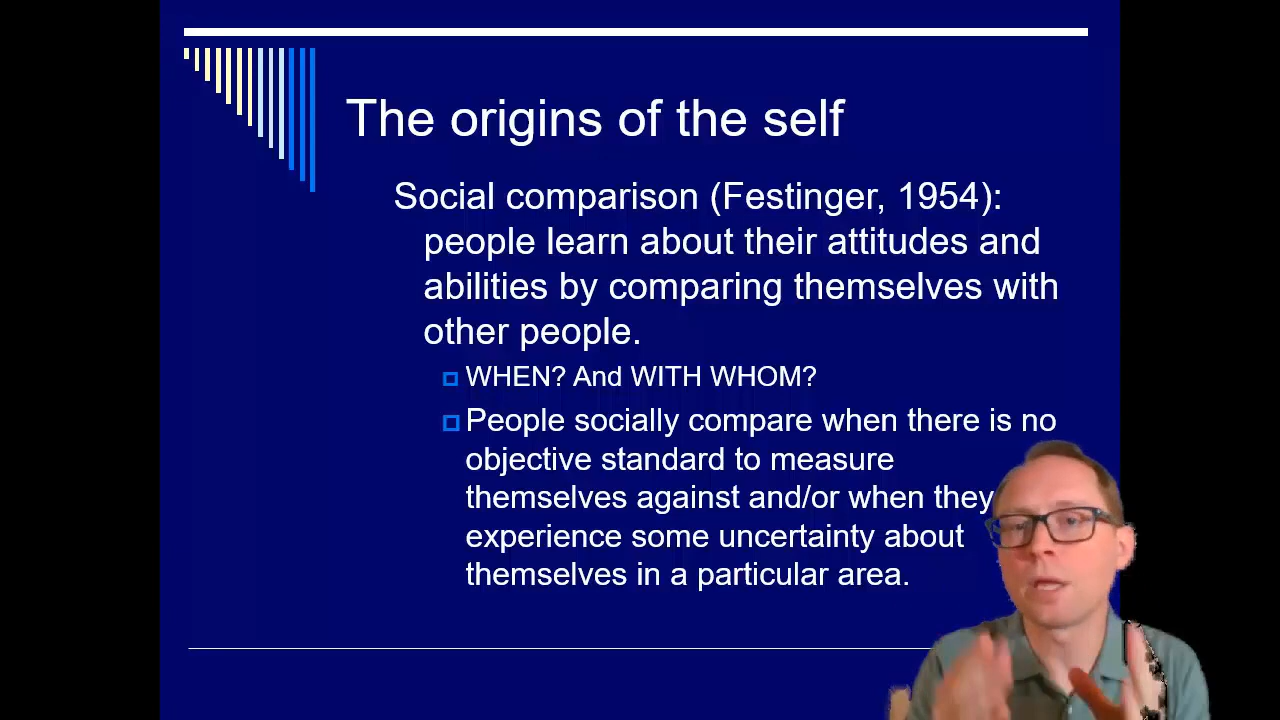 The origins of the self
Social comparison (Festinger, 1954):
people learn about their attitudes and
abilities by comparing themselves with
other people.
WHEN? And WITH WHOM?
People socially compare when there is no
objective standard to measure
themselves against and/or when they
experience some uncertainty about
themselves in a particular area.